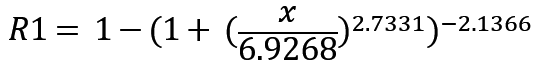 R1 = 1 − (1 + (x/6.9268)^2.7331)^−2.1366